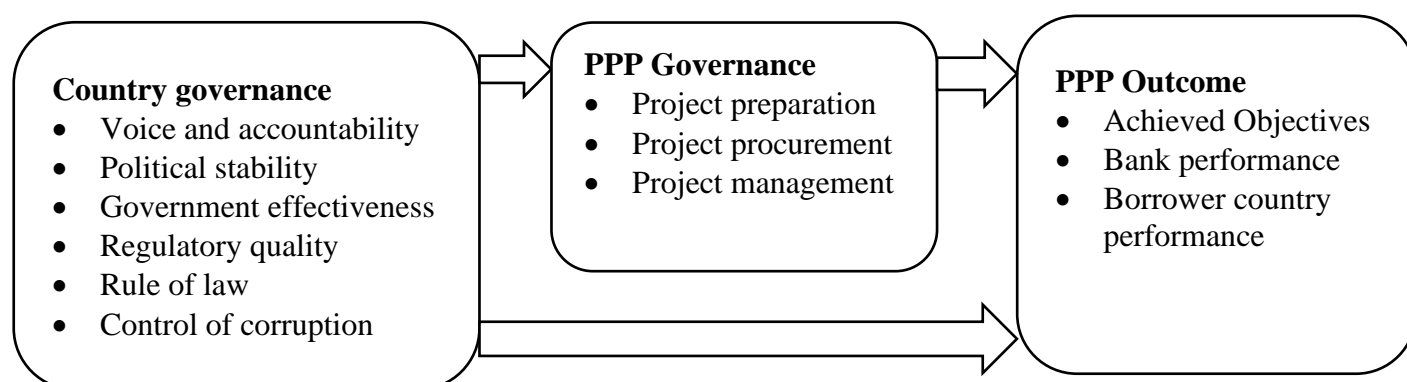 Country governance
• Voice and accountability
• Political stability
• Government effectiveness
• Regulatory quality
• Rule of law
• Control of corruption
PPP Governance
• Project preparation
• Project procurement
• Project management
PPP Outcome
• Achieved Objectives
• Bank performance
• Borrower country
performance